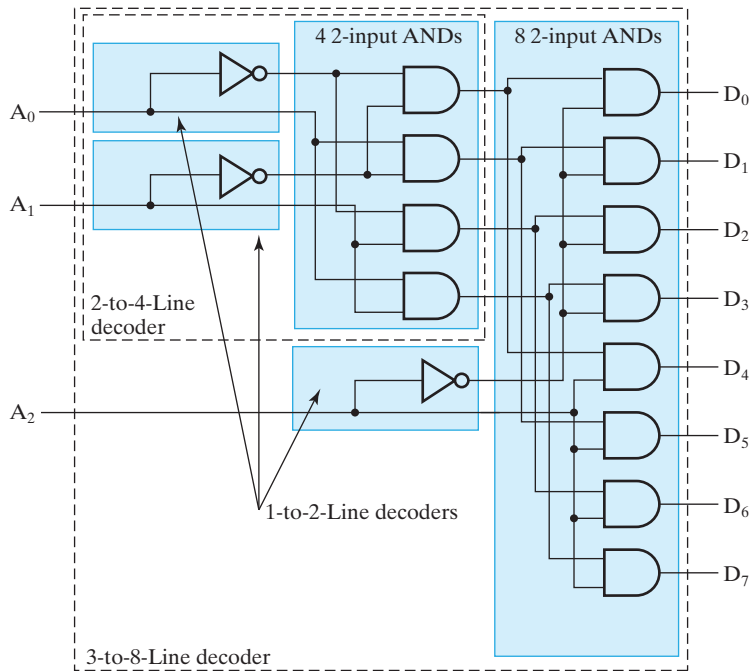 4 2-input ANDs
8 2-input ANDs
A₀
A₁
A₂
D₀
D₁
D₂
D₃
D₄
D₅
D₆
D₇
2-to-4-Line
decoder
1-to-2-Line decoders
3-to-8-Line decoder